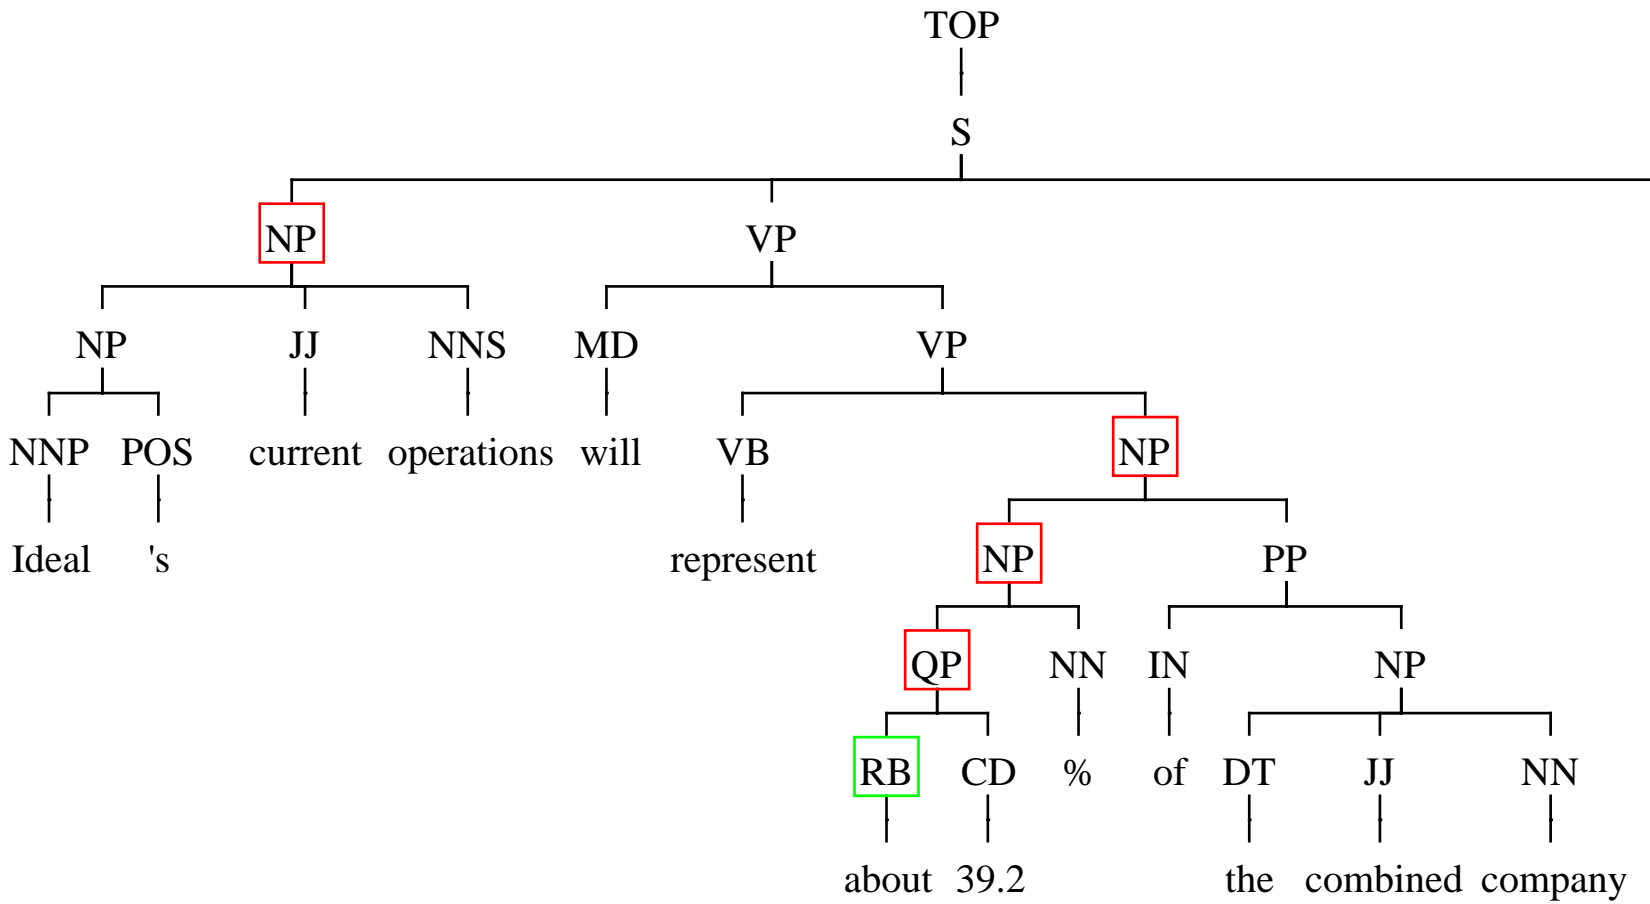 TOP
S
NP VP
NP JJ NNS MD VP
NNP POS current operations will VB NP
Ideal 's represent NP PP
QP NN IN NP
RB CD % of DT JJ NN
about 39.2 the combined company